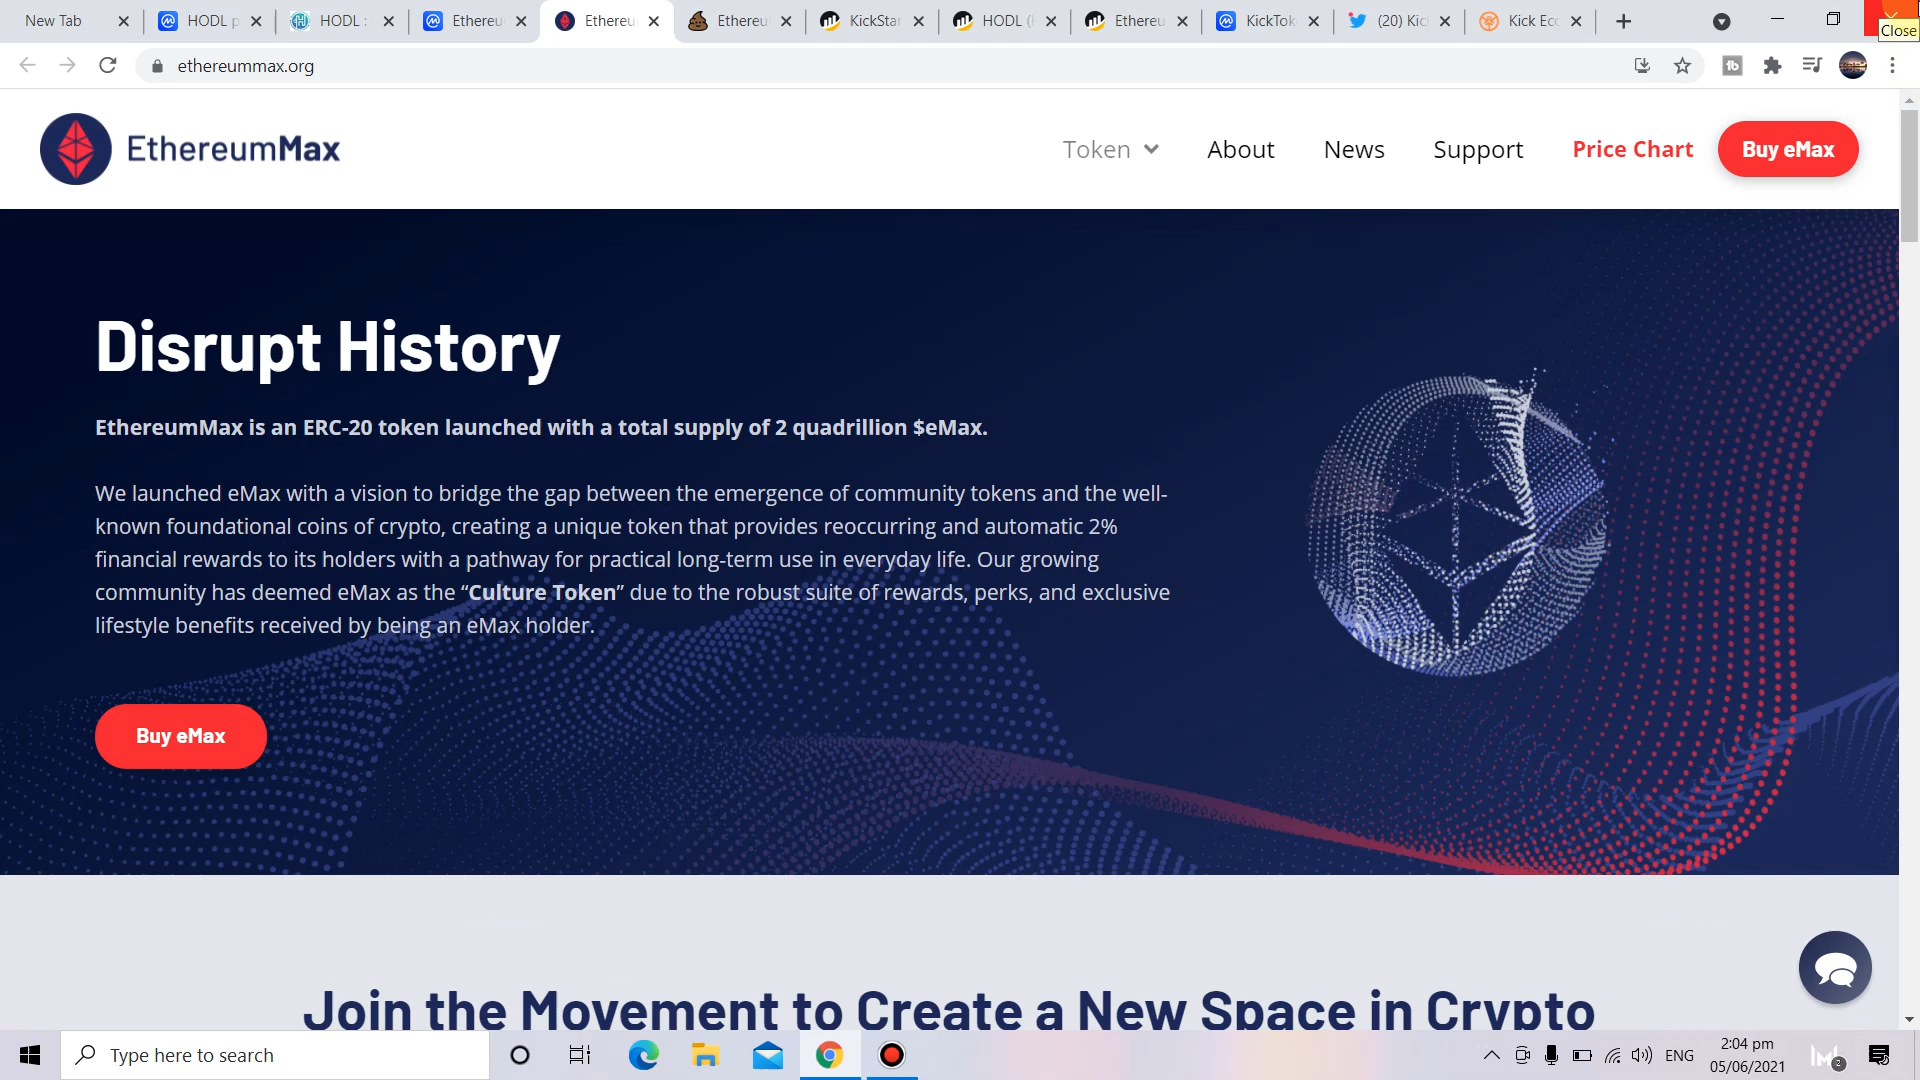 New Tab
HODL p
HODL :
Ethereu
Ethereu
Ethereu
KickStar
HODL (
Ethereu
KickTok
(20) Kic
Kick Eco
Close
ethereummax.org
EthereumMax
Token
About
News
Support
Price Chart
Buy eMax
Disrupt History
EthereumMax is an ERC-20 token launched with a total supply of 2 quadrillion $eMax.
We launched eMax with a vision to bridge the gap between the emergence of community tokens and the well-
known foundational coins of crypto, creating a unique token that provides reoccurring and automatic 2%
financial rewards to its holders with a pathway for practical long-term use in everyday life. Our growing
community has deemed eMax as the “Culture Token” due to the robust suite of rewards, perks, and exclusive
lifestyle benefits received by being an eMax holder.
Buy eMax
Join the Movement to Create a New Space in Crypto
Type here to search
ENG
2:04 pm
05/06/2021
2